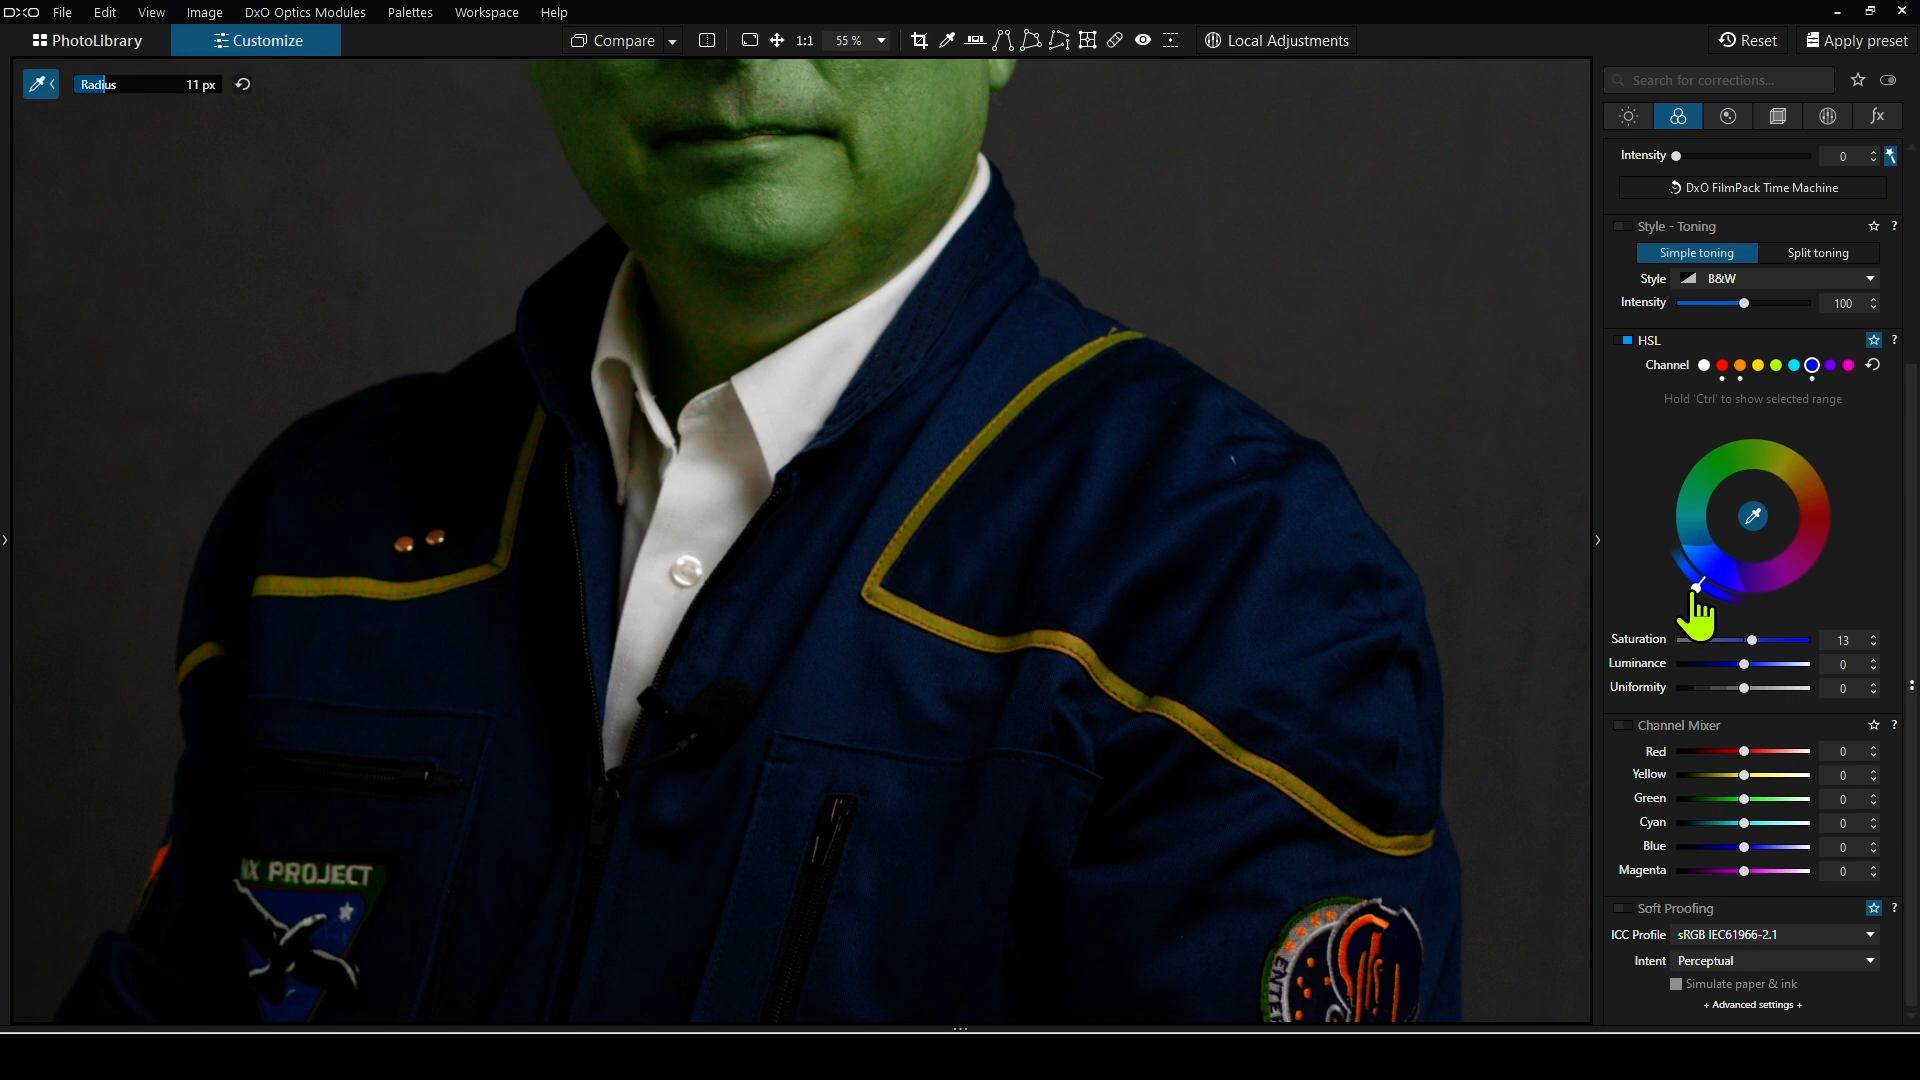 DXO File Edit View Image DxO Optics Modules Palettes Workspace Help
PhotoLibrary Customize Compare 1:1 55 % Local Adjustments Reset Apply preset
Radius 11 px
Search for corrections...
fx
Intensity 0
DxO FilmPack Time Machine
Style - Toning ?
Simple toning Split toning
Style B&W
Intensity 100
HSL ?
Channel
Hold 'Ctrl' to show selected range
Saturation 13
Luminance 0
Uniformity 0
Channel Mixer ?
Red 0
Yellow 0
Green 0
Cyan 0
Blue 0
Magenta 0
Soft Proofing ?
ICC Profile sRGB IEC61966-2.1
Intent Perceptual
Simulate paper & ink
+ Advanced settings +
NX PROJECT